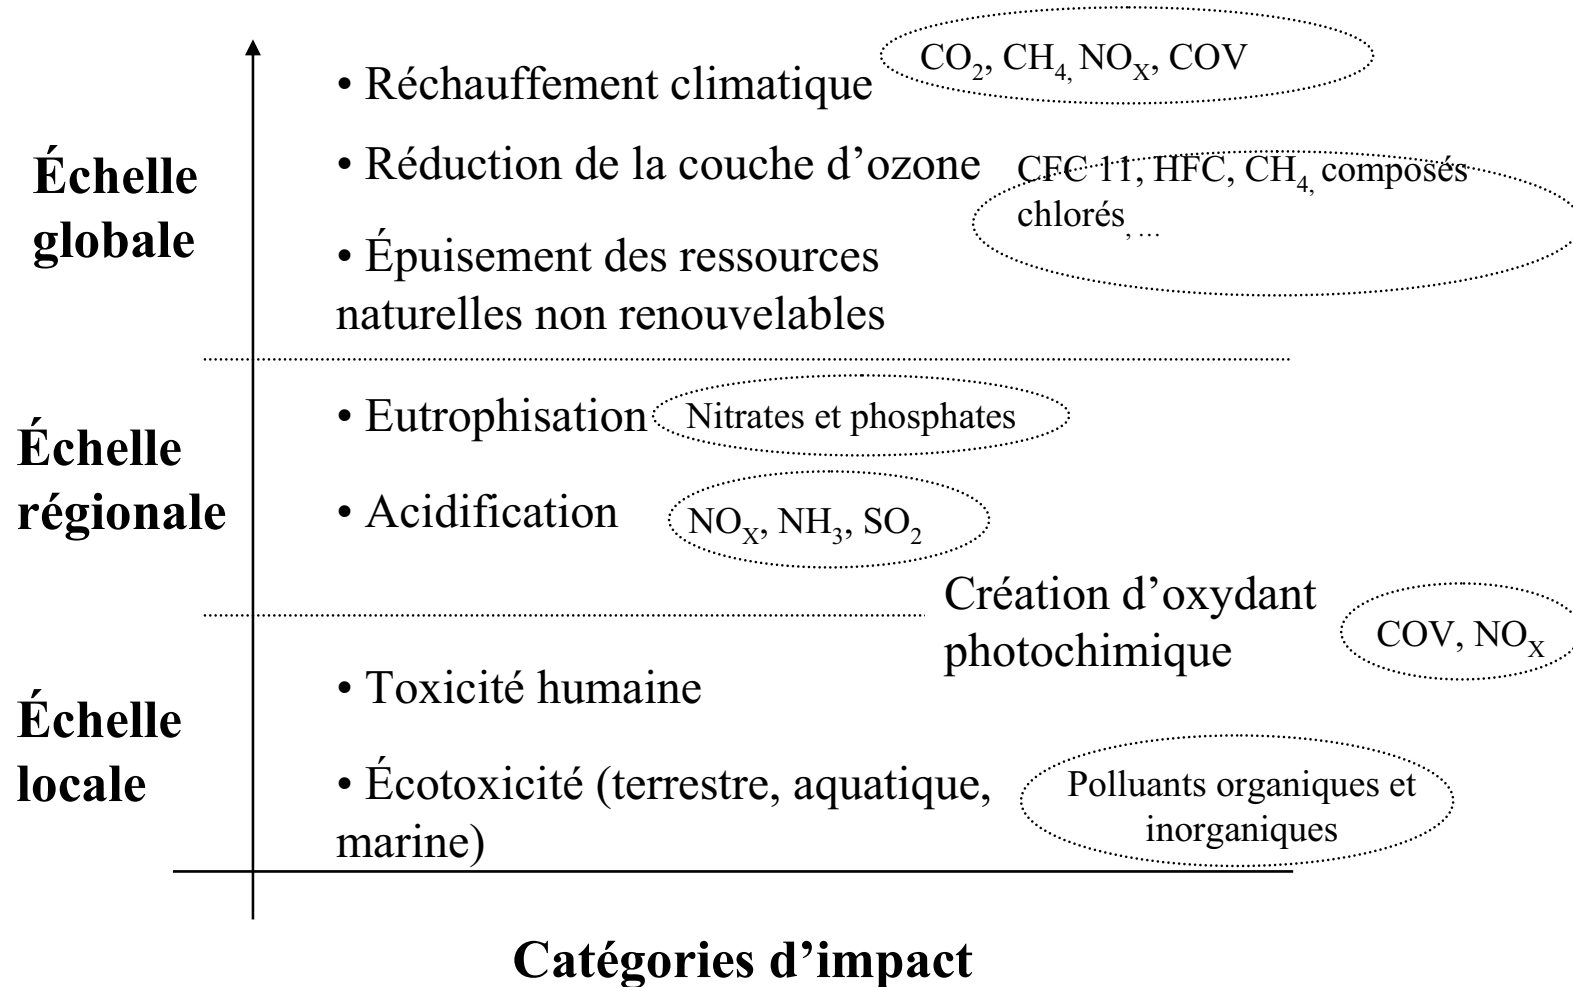 • Réchauffement climatique
CO2, CH4, NOX, COV
Échelle
globale
• Réduction de la couche d’ozone
CFC 11, HFC, CH4, composés
chlorés, ...
• Épuisement des ressources
naturelles non renouvelables
Échelle
régionale
• Eutrophisation
Nitrates et phosphates
• Acidification
NOX, NH3, SO2
Création d’oxydant
photochimique
COV, NOX
Échelle
locale
• Toxicité humaine
• Écotoxicité (terrestre, aquatique,
marine)
Polluants organiques et
inorganiques
Catégories d’impact